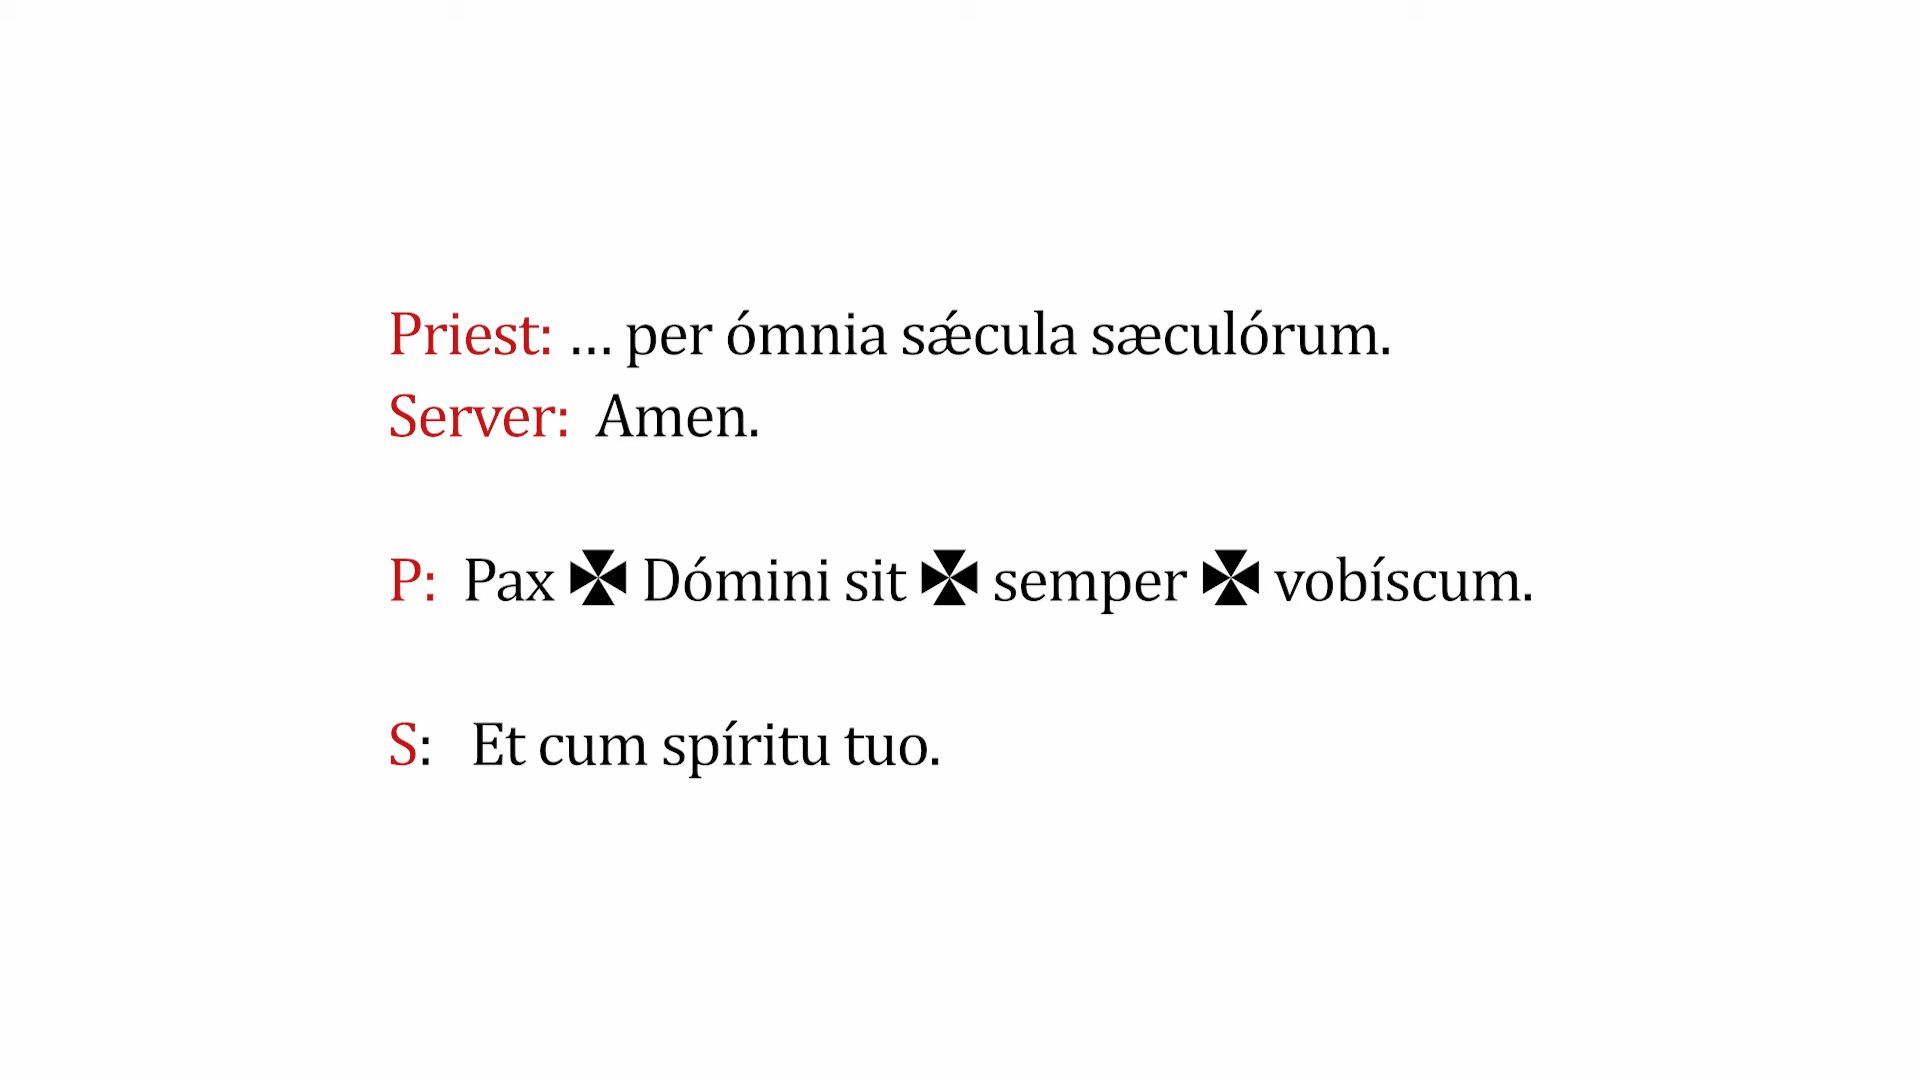 Priest: … per ómnia sǽcula sæculórum.
Server: Amen.
P: Pax ✠ Dómini sit ✠ semper ✠ vobíscum.
S: Et cum spíritu tuo.